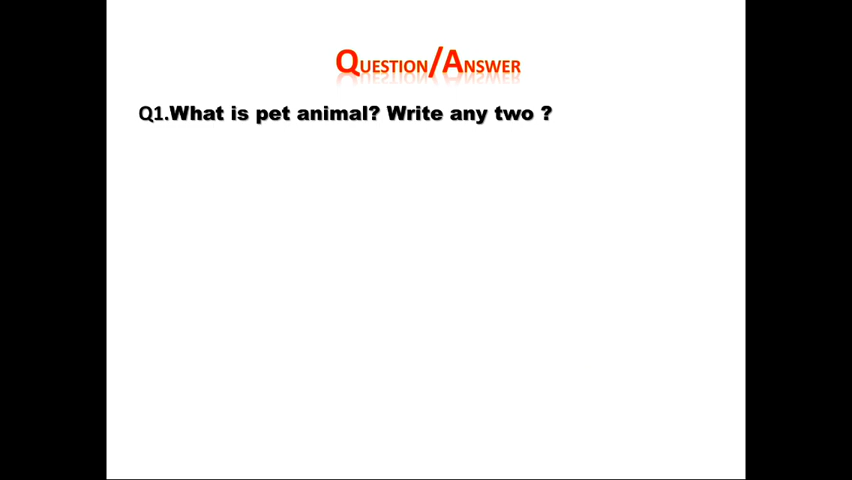 Question/Answer
Q1.What is pet animal? Write any two ?